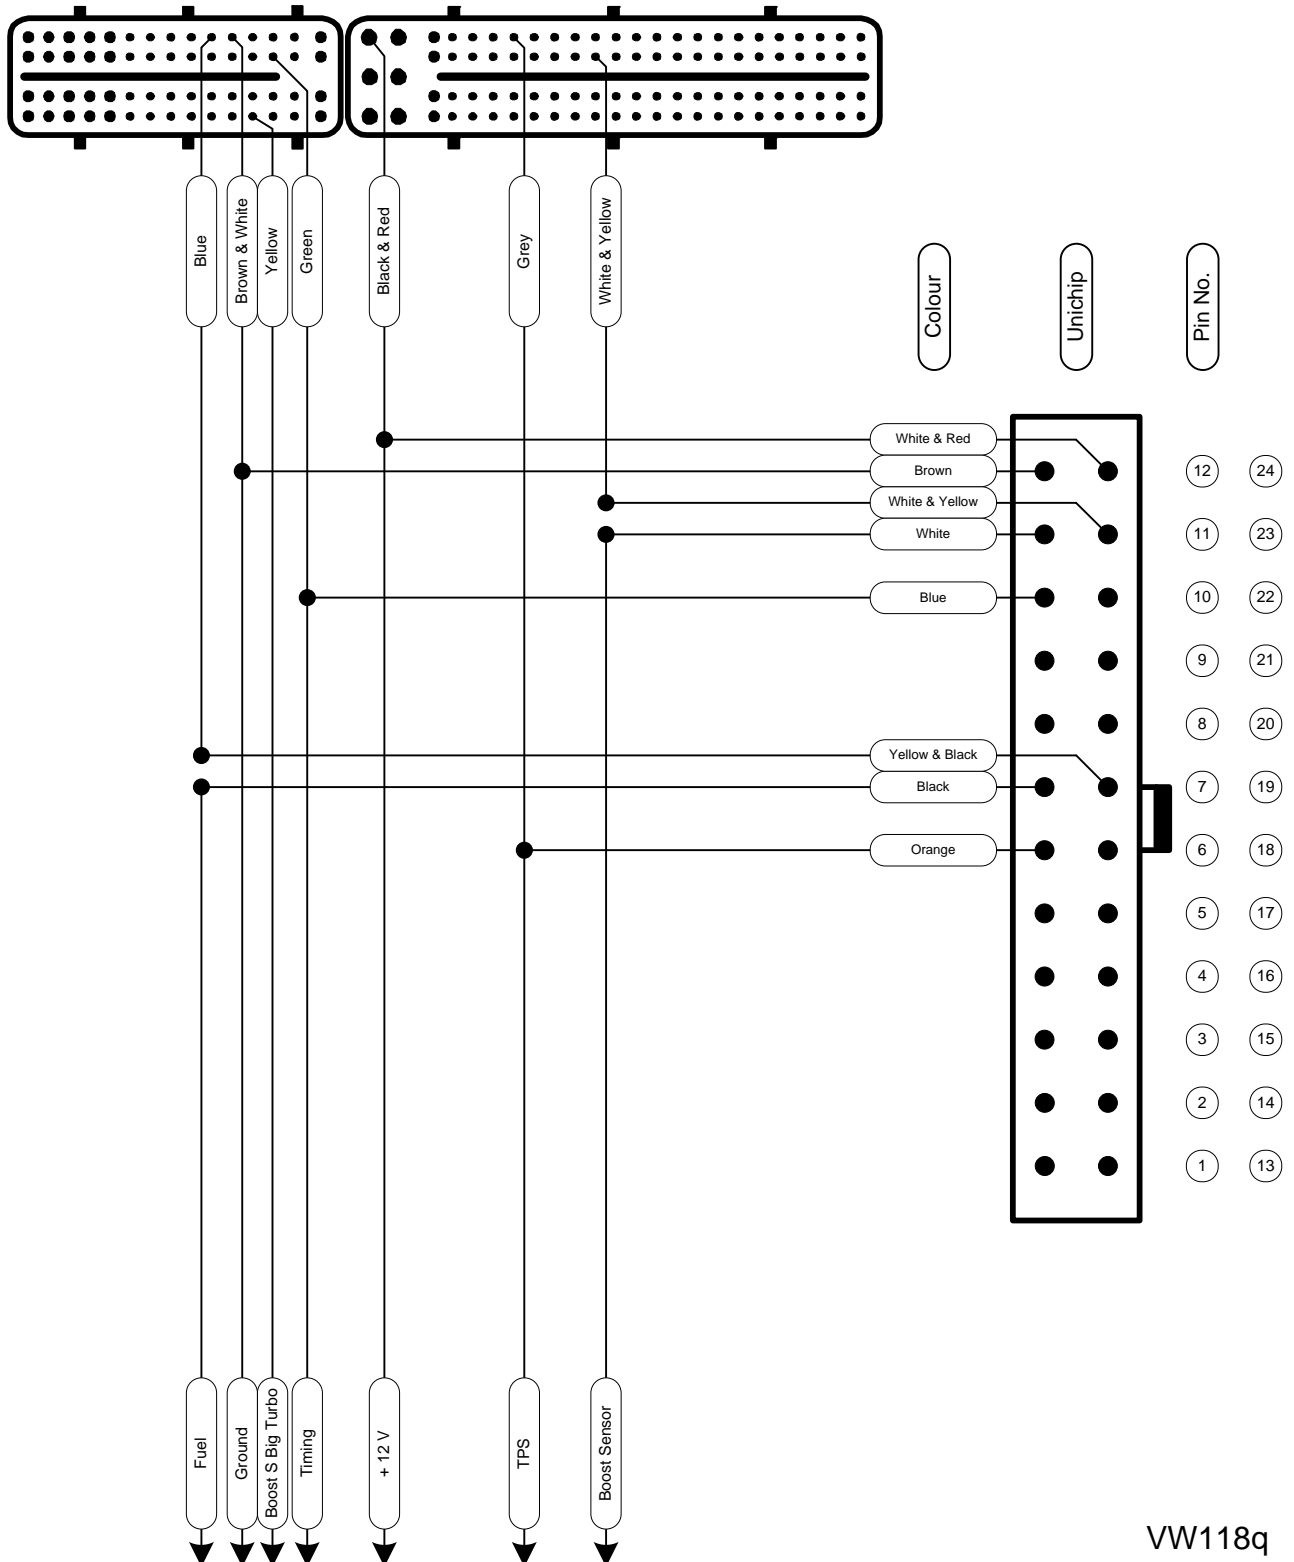 Blue
Brown & White
Yellow
Green
Black & Red
Grey
White & Yellow
Colour
Unichip
Pin No.
White & Red
Brown
12 24
White & Yellow
White
11 23
Blue
10 22
9 21
8 20
Yellow & Black
Black
7 19
Orange
6 18
5 17
4 16
3 15
2 14
1 13
Fuel
Ground
Boost S Big Turbo
Timing
+ 12 V
TPS
Boost Sensor
VW118q